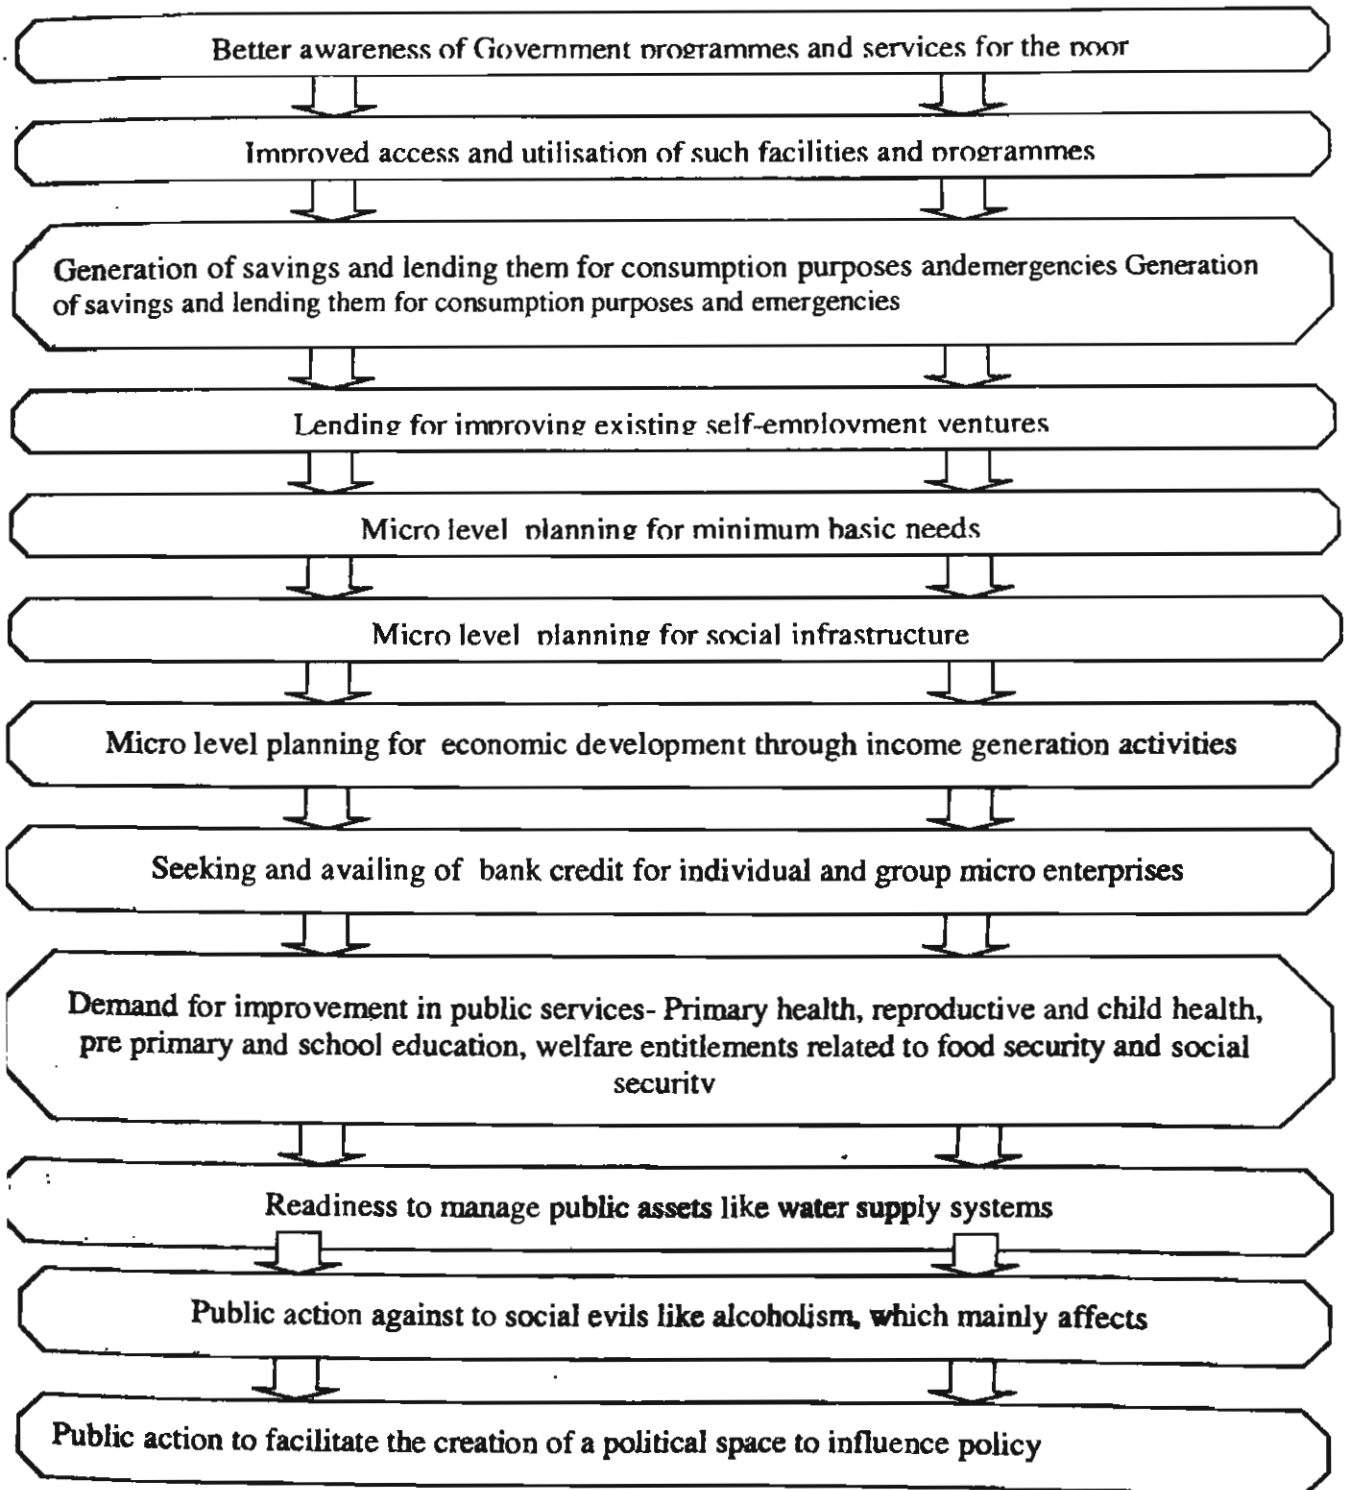 Better awareness of Government programmes and services for the poor
Improved access and utilisation of such facilities and programmes
Generation of savings and lending them for consumption purposes andemergencies Generation
of savings and lending them for consumption purposes and emergencies
Lending for improving existing self-employment ventures
Micro level planning for minimum basic needs
Micro level planning for social infrastructure
Micro level planning for economic development through income generation activities
Seeking and availing of bank credit for individual and group micro enterprises
Demand for improvement in public services- Primary health, reproductive and child health,
pre primary and school education, welfare entitlements related to food security and social
security
Readiness to manage public assets like water supply systems
Public action against to social evils like alcoholism, which mainly affects
Public action to facilitate the creation of a political space to influence policy